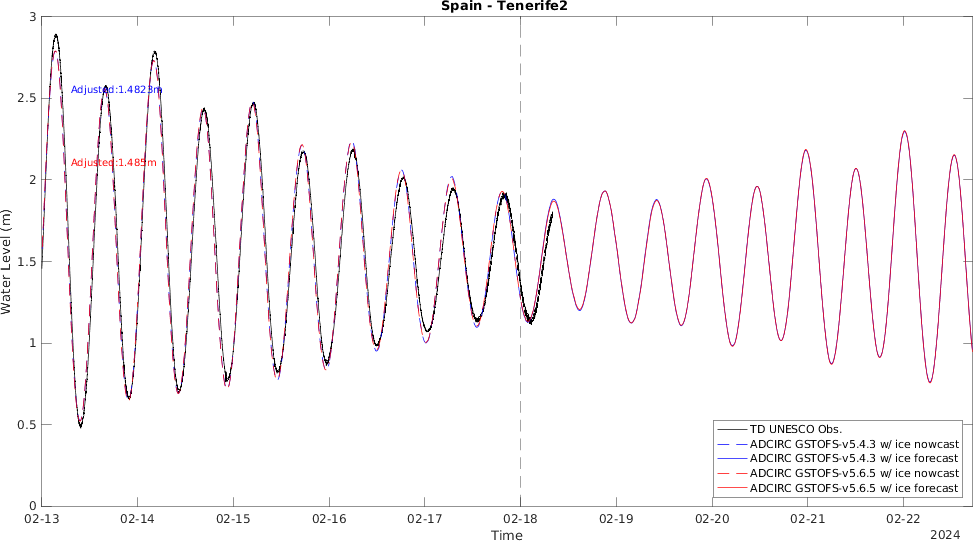 Spain - Tenerife2
3
2.5
2
1.5
1
0.5
0
Water Level (m)
Adjusted:1.4823m
Adjusted:1.485m
TD UNESCO Obs.
ADCIRC GSTOFS-v5.4.3 w/ ice nowcast
ADCIRC GSTOFS-v5.4.3 w/ ice forecast
ADCIRC GSTOFS-v5.6.5 w/ ice nowcast
ADCIRC GSTOFS-v5.6.5 w/ ice forecast
02-13 02-14 02-15 02-16 02-17 02-18 02-19 02-20 02-21 02-22
Time
2024